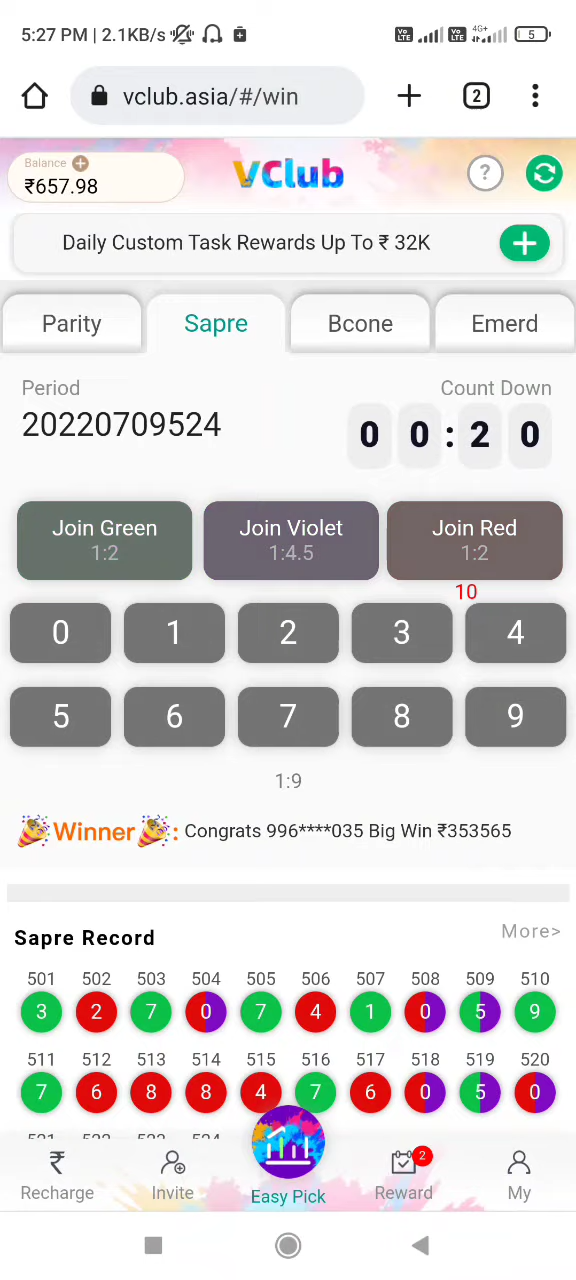 5:27 PM | 2.1KB/s Vo LTE Vo LTE 4G+ 5
vclub.asia/#/win 2
Balance
₹657.98
VClub
?
Daily Custom Task Rewards Up To ₹ 32K
Parity Sapre Bcone Emerd
Period Count Down
20220709524 0 0 : 2 0
Join Green Join Violet Join Red
1:2 1:4.5 1:2
10
0 1 2 3 4
5 6 7 8 9
1:9
Winner : Congrats 996****035 Big Win ₹353565
Sapre Record More>
501 502 503 504 505 506 507 508 509 510
3 2 7 0 7 4 1 0 5 9
511 512 513 514 515 516 517 518 519 520
7 6 8 8 4 7 6 0 5 0
2
Recharge Invite Easy Pick Reward My